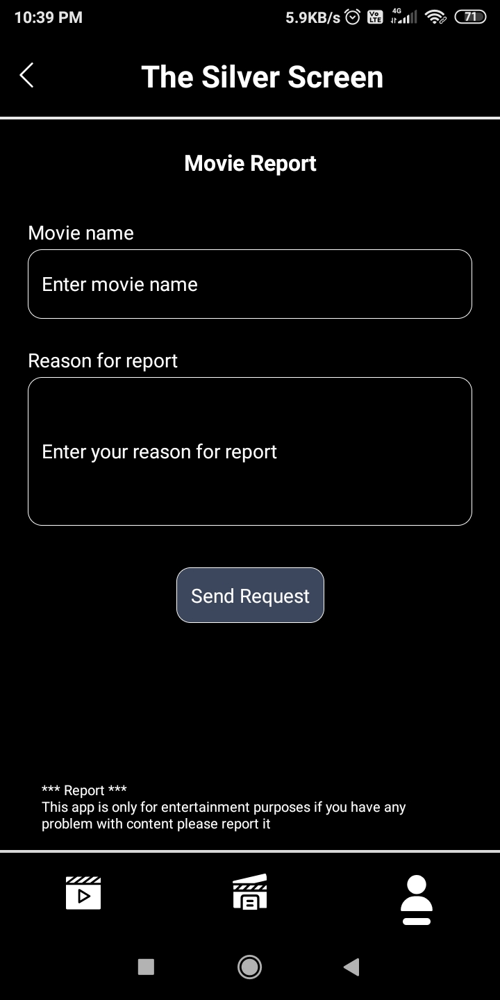 10:39 PM 5.9KB/s Vo LTE 4G 71
The Silver Screen
Movie Report
Movie name
Enter movie name
Reason for report
Enter your reason for report
Send Request
*** Report ***
This app is only for entertainment purposes if you have any
problem with content please report it